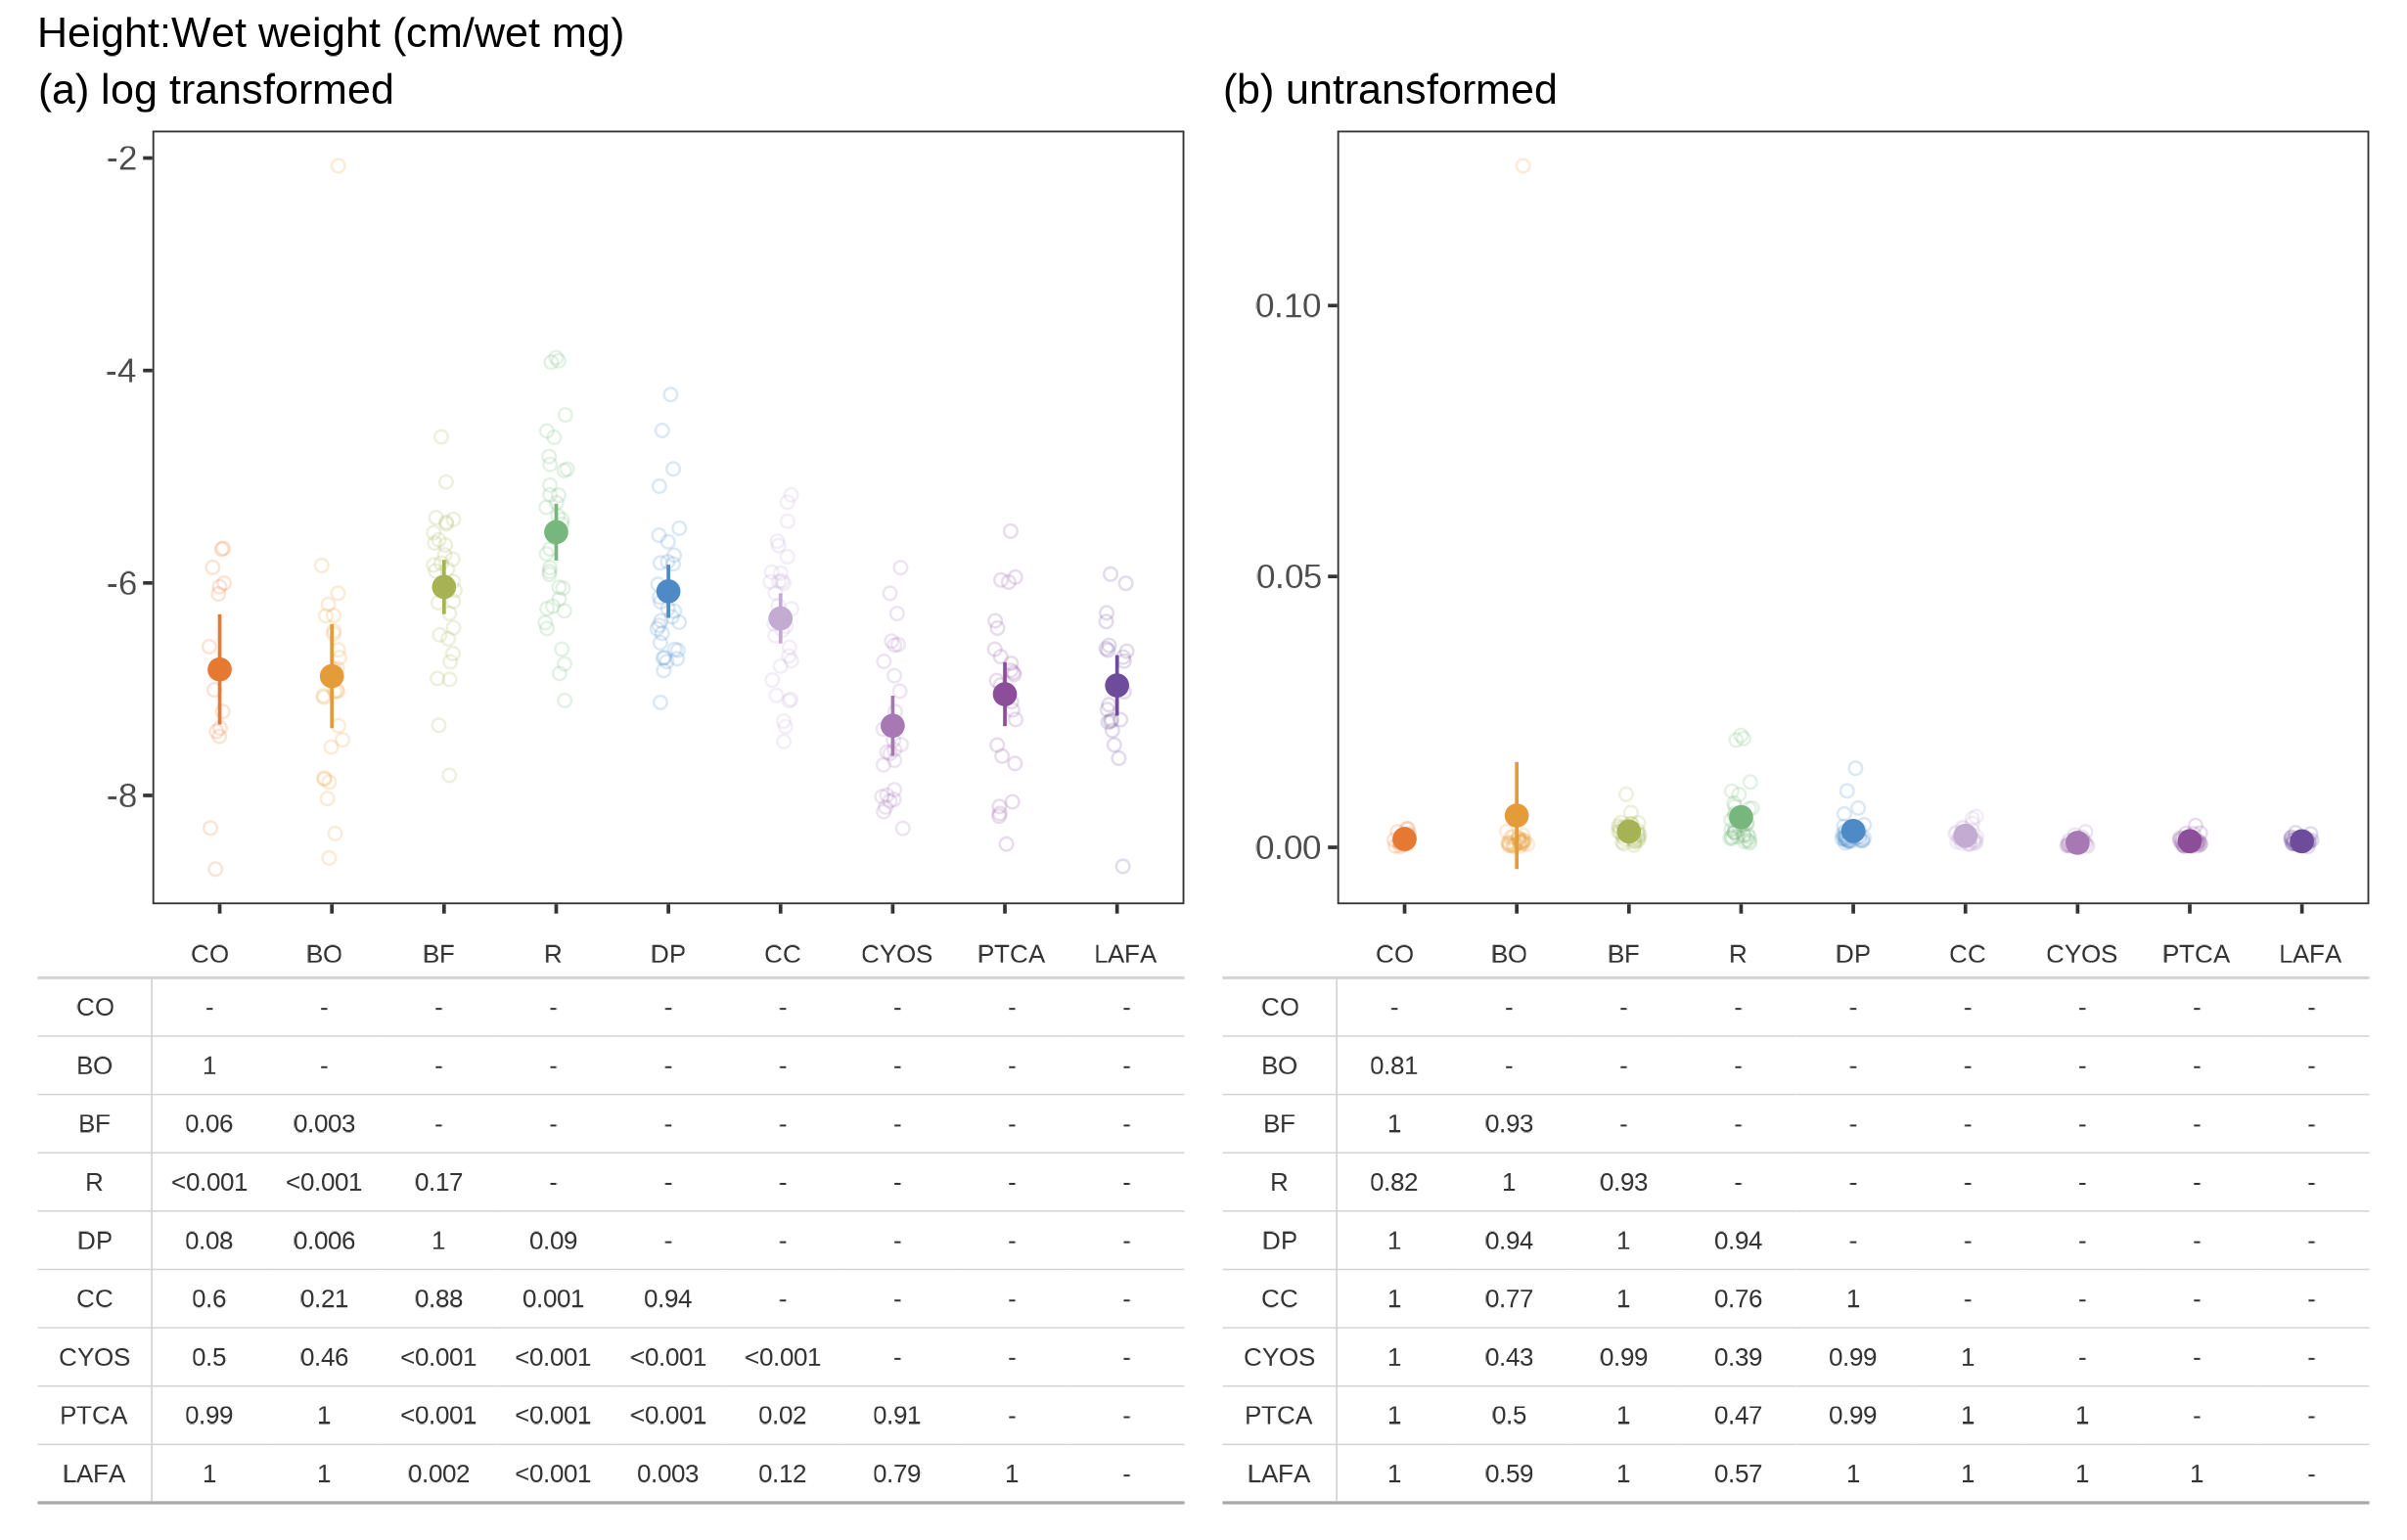 Height:Wet weight (cm/wet mg)
(a) log transformed
-2
-4
-6
-8
CO BO BF R DP CC CYOS PTCA LAFA
CO - - - - - - - - -
BO 1 - - - - - - - -
BF 0.06 0.003 - - - - - - -
R <0.001 <0.001 0.17 - - - - - -
DP 0.08 0.006 1 0.09 - - - - -
CC 0.6 0.21 0.88 0.001 0.94 - - - -
CYOS 0.5 0.46 <0.001 <0.001 <0.001 <0.001 - - -
PTCA 0.99 1 <0.001 <0.001 <0.001 0.02 0.91 - -
LAFA 1 1 0.002 <0.001 0.003 0.12 0.79 1 -
(b) untransformed
0.10
0.05
0.00
CO BO BF R DP CC CYOS PTCA LAFA
CO - - - - - - - - -
BO 0.81 - - - - - - - -
BF 1 0.93 - - - - - - -
R 0.82 1 0.93 - - - - - -
DP 1 0.94 1 0.94 - - - - -
CC 1 0.77 1 0.76 1 - - - -
CYOS 1 0.43 0.99 0.39 0.99 1 - - -
PTCA 1 0.5 1 0.47 0.99 1 1 - -
LAFA 1 0.59 1 0.57 1 1 1 1 -